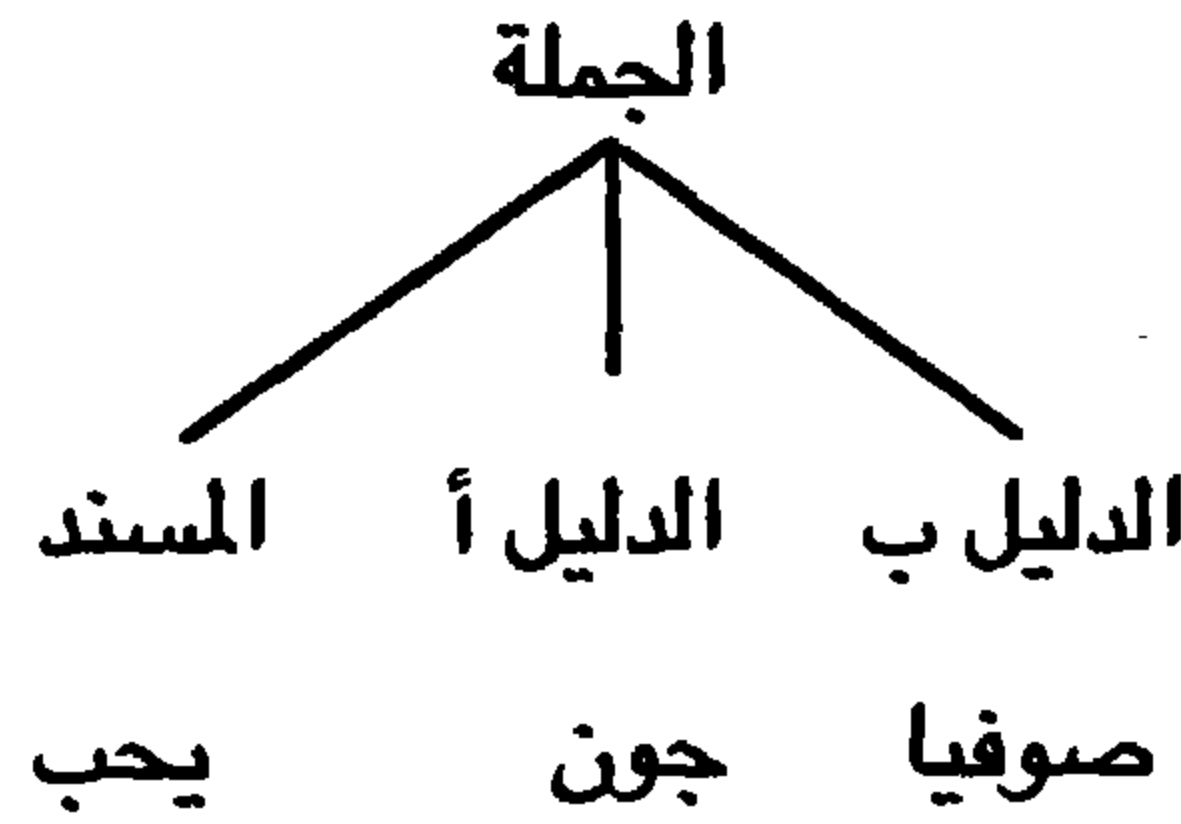 الجملة
الدليل ب الدليل أ المسند
صوفيا جون يحب